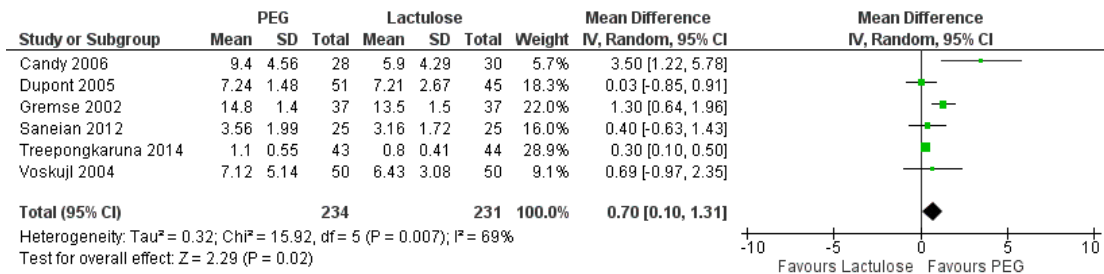 PEG Lactulose Mean Difference Mean Difference
Study or Subgroup Mean SD Total Mean SD Total Weight IV, Random, 95% CI IV, Random, 95% CI
Candy 2006 9.4 4.56 28 5.9 4.29 30 5.7% 3.50 [1.22, 5.78]
Dupont 2005 7.24 1.48 51 7.21 2.67 45 18.3% 0.03 [-0.85, 0.91]
Gremse 2002 14.8 1.4 37 13.5 1.5 37 22.0% 1.30 [0.64, 1.96]
Saneian 2012 3.56 1.99 25 3.16 1.72 25 16.0% 0.40 [-0.63, 1.43]
Treepongkaruna 2014 1.1 0.55 43 0.8 0.41 44 28.9% 0.30 [0.10, 0.50]
Voskujl 2004 7.12 5.14 50 6.43 3.08 50 9.1% 0.69 [-0.97, 2.35]
Total (95% CI) 234 231 100.0% 0.70 [0.10, 1.31]
Heterogeneity: Tau² = 0.32; Chi² = 15.92, df = 5 (P = 0.007); I² = 69%
Test for overall effect: Z = 2.29 (P = 0.02)
-10 -5 0 5 10
Favours Lactulose Favours PEG